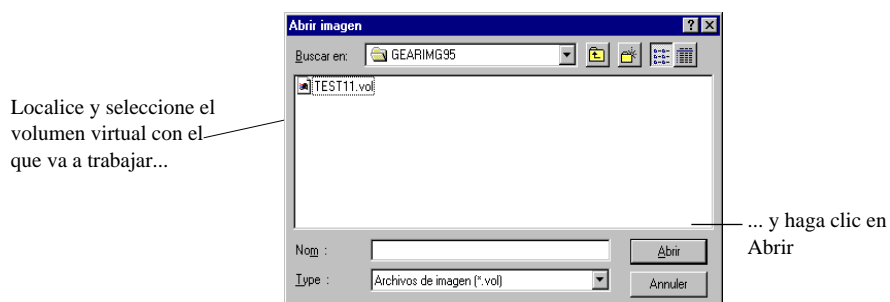 Abrir imagen
Buscar en: GEARIMG95
TEST11.vol
Localice y seleccione el
volumen virtual con el
que va a trabajar...
... y haga clic en
Abrir
Nom :
Abrir
Type : Archivos de imagen (*.vol)
Annuler